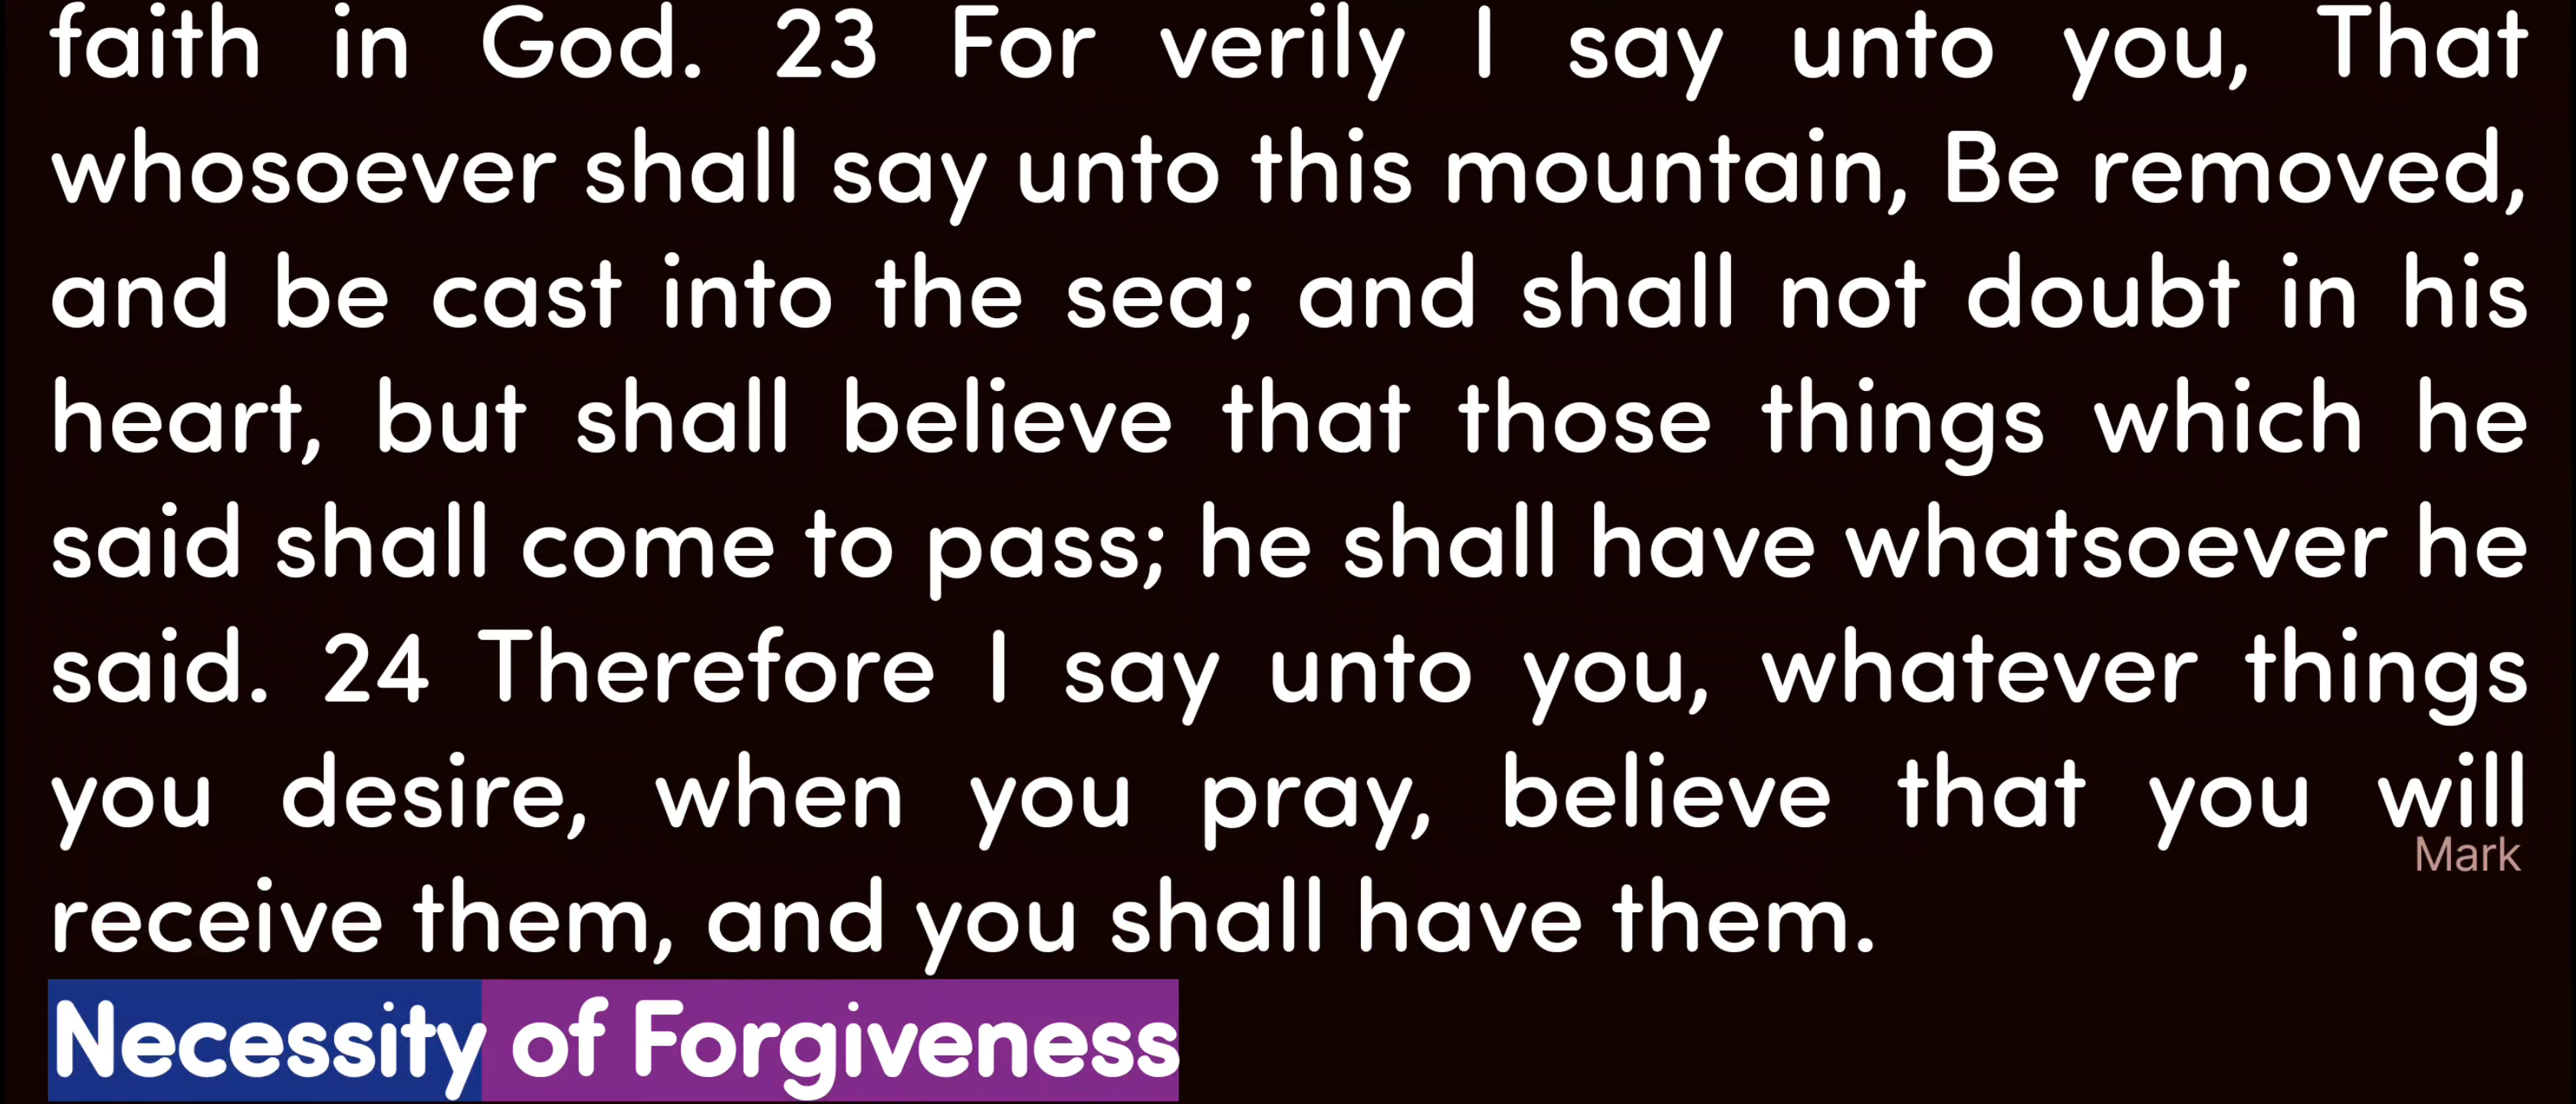 faith in God. 23 For verily I say unto you, That
whosoever shall say unto this mountain, Be removed,
and be cast into the sea; and shall not doubt in his
heart, but shall believe that those things which he
said shall come to pass; he shall have whatsoever he
said. 24 Therefore I say unto you, whatever things
you desire, when you pray, believe that you will
Mark
receive them, and you shall have them.
Necessity of Forgiveness